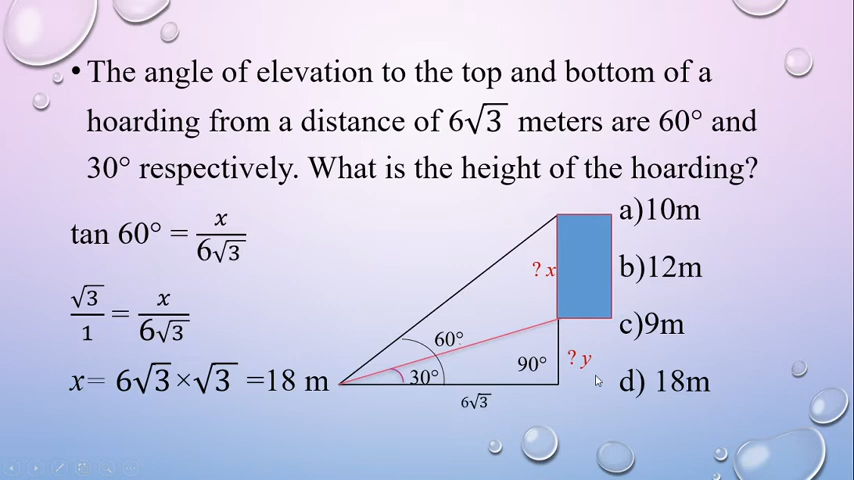 • The angle of elevation to the top and bottom of a
hoarding from a distance of 6√3 meters are 60° and
30° respectively. What is the height of the hoarding?
tan 60° = x/6√3
√3/1 = x/6√3
x= 6√3×√3 =18 m
? x
60°
30°
90°
? y
6√3
a)10m
b)12m
c)9m
d) 18m